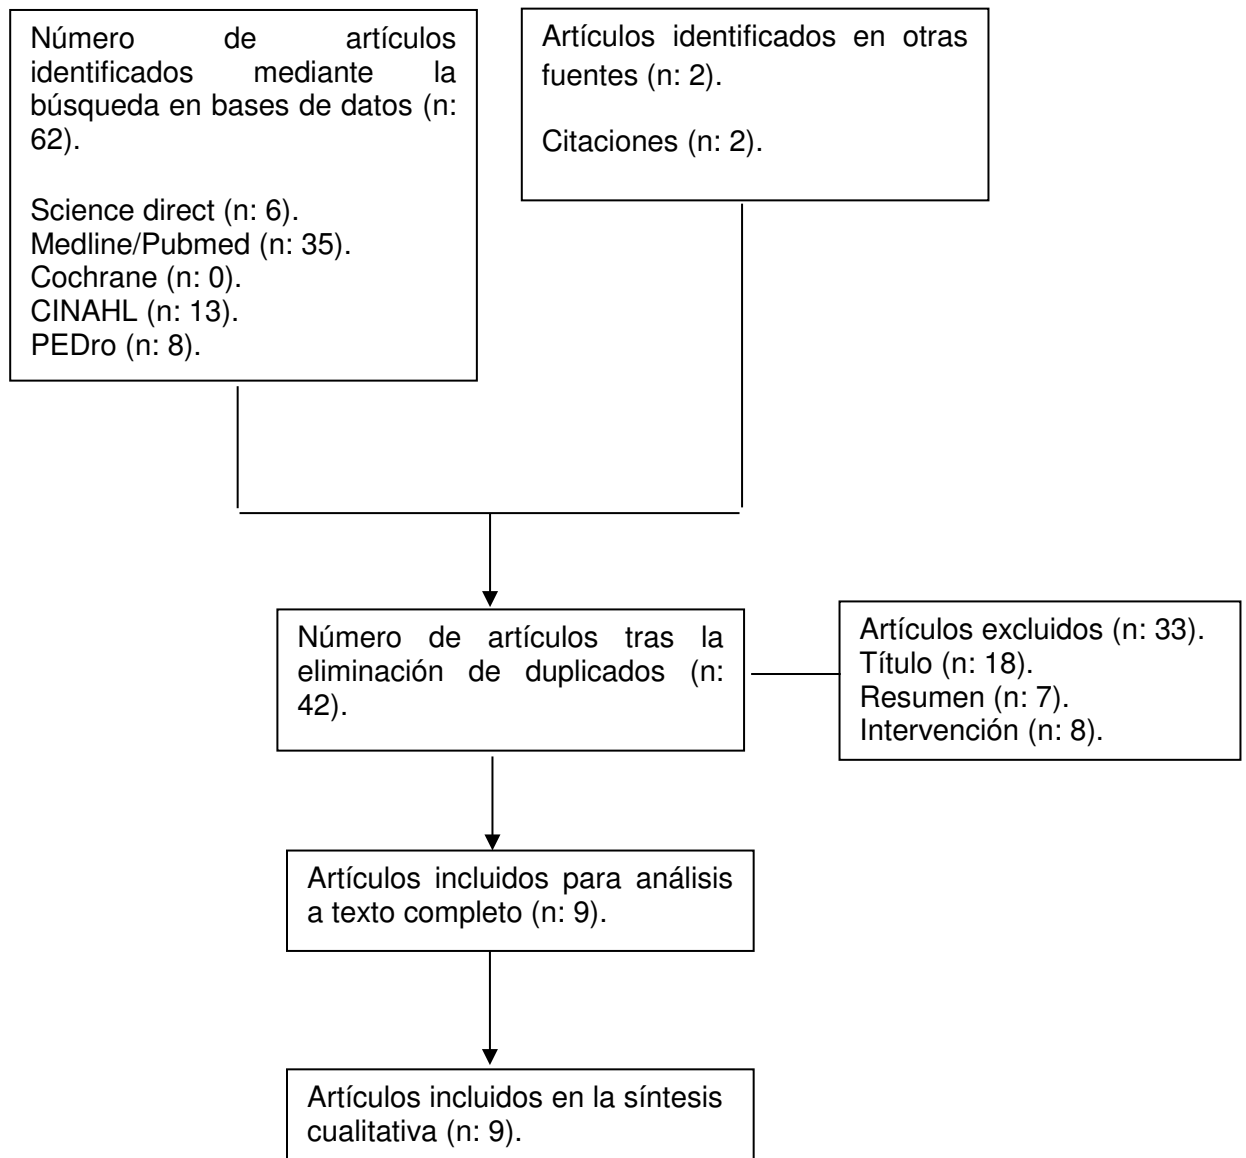 Número de artículos
identificados mediante la
búsqueda en bases de datos (n:
62).
Science direct (n: 6).
Medline/Pubmed (n: 35).
Cochrane (n: 0).
CINAHL (n: 13).
PEDro (n: 8).
Artículos identificados en otras
fuentes (n: 2).
Citaciones (n: 2).
Número de artículos tras la
eliminación de duplicados (n:
42).
Artículos excluidos (n: 33).
Título (n: 18).
Resumen (n: 7).
Intervención (n: 8).
Artículos incluidos para análisis
a texto completo (n: 9).
Artículos incluidos en la síntesis
cualitativa (n: 9).